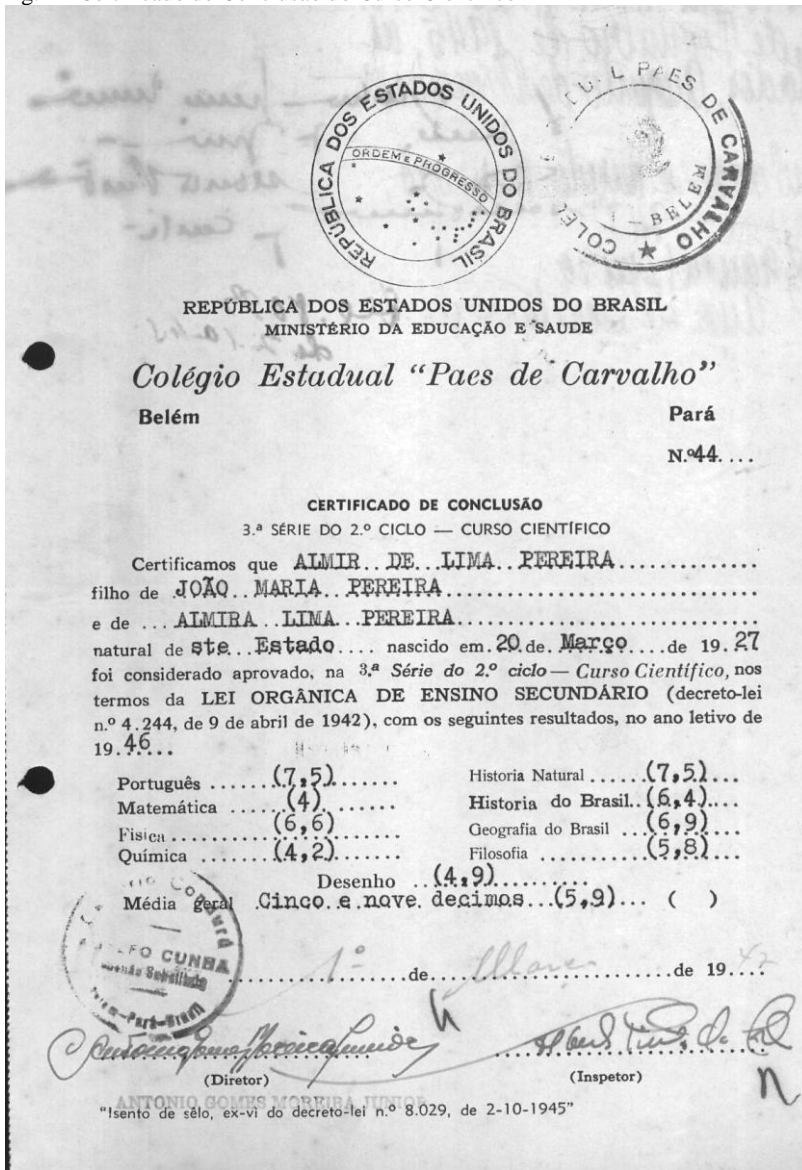 REPÚBLICA DOS ESTADOS UNIDOS DO BRASIL
ORDEM E PROGRESSO
PAES DE CARVALHO
BELEM
COLE
REPÚBLICA DOS ESTADOS UNIDOS DO BRASIL
MINISTÉRIO DA EDUCAÇÃO E SAUDE
Colégio Estadual “Paes de Carvalho”
Belém Pará
N.º 44....
CERTIFICADO DE CONCLUSÃO
3.ª SÉRIE DO 2.º CICLO — CURSO CIENTÍFICO
Certificamos que ALMIR..DE...LIMA..PEREIRA..............
filho de .JOÃO..MARIA..PEREIRA................................
e de ...ALMIRA..LIMA..PEREIRA..............................
natural de ste...Estado.... nascido em.20.de.Março....de 19.27
foi considerado aprovado, na 3.ª Série do 2.º ciclo — Curso Científico, nos
termos da LEI ORGÂNICA DE ENSINO SECUNDÁRIO (decreto-lei
n.º 4.244, de 9 de abril de 1942), com os seguintes resultados, no ano letivo de
19.46...
Português ......(7,5)....... Historia Natural ......(7,5)...
Matemática ......(4)........ Historia do Brasil..(6,4)....
Fisica ...........(6,6) Geografia do Brasil ...(6,9)....
Química .......(4,2)....... Filosofia ..........(5,8)...
Desenho ..(4,9)..........
Média geral .Cinco.e.nove.decimos...(5,9)... ( )
CUNHA
Substituto
Pará-Brasil
1º de Março de 19 47
(Diretor) (Inspetor)
ANTONIO GOMES MOREIRA JUNIOR
"Isento de sêlo, ex-vi do decreto-lei n.º 8.029, de 2-10-1945"